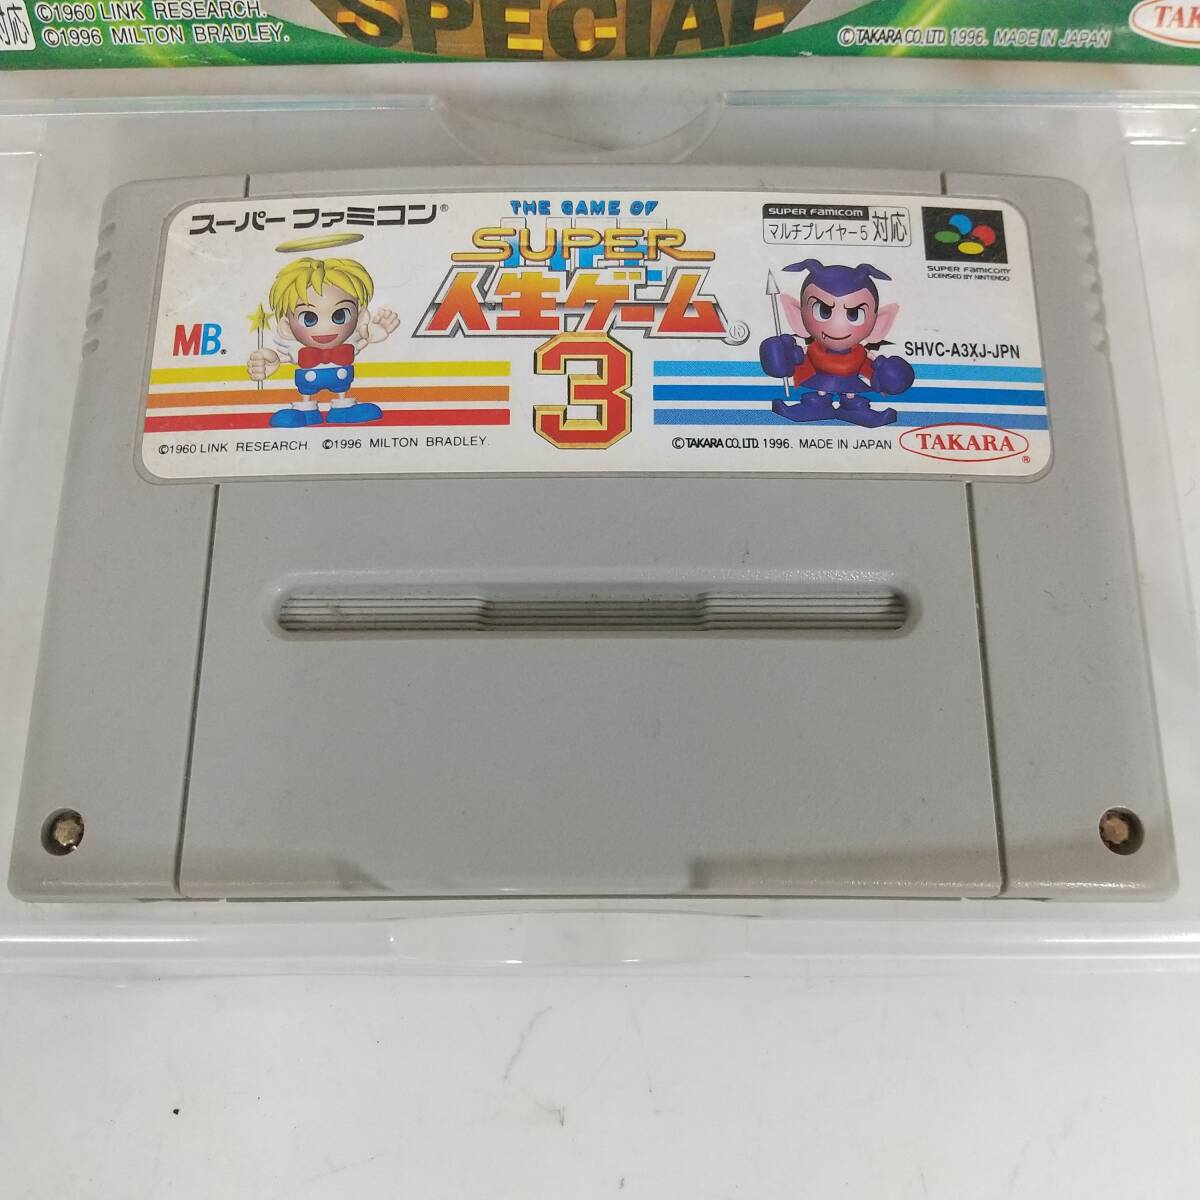 ©1960 LINK RESEARCH.
対応 ©1996 MILTON BRADLEY.
SPECIAL
©TAKARA CO.,LTD. 1996. MADE IN JAPAN
スーパーファミコン®
THE GAME OF
SUPER
人生ゲーム®
3
SUPER FAMICOM
マルチプレイヤー5 対応
SUPER FAMICOM
LICENSED BY NINTENDO
MB®
SHVC-A3XJ-JPN
©1960 LINK RESEARCH. ©1996 MILTON BRADLEY.
©TAKARA CO.,LTD. 1996. MADE IN JAPAN
TAKARA®